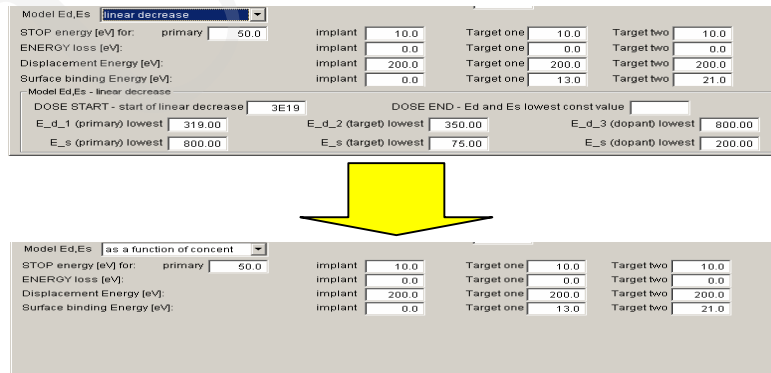 Model Ed,Es linear decrease
STOP energy [eV] for: primary 50.0 implant 10.0 Target one 10.0 Target two 10.0
ENERGY loss [eV]: implant 0.0 Target one 0.0 Target two 0.0
Displacement Energy [eV]: implant 200.0 Target one 200.0 Target two 200.0
Surface binding Energy [eV]: implant 0.0 Target one 13.0 Target two 21.0
Model Ed,Es - linear decrease
DOSE START - start of linear decrease 3E19 DOSE END - Ed and Es lowest const value
E_d_1 (primary) lowest 319.00 E_d_2 (target) lowest 350.00 E_d_3 (dopant) lowest 800.00
E_s (primary) lowest 800.00 E_s (target) lowest 75.00 E_s (dopant) lowest 200.00
Model Ed,Es as a function of concent
STOP energy [eV] for: primary 50.0 implant 10.0 Target one 10.0 Target two 10.0
ENERGY loss [eV]: implant 0.0 Target one 0.0 Target two 0.0
Displacement Energy [eV]: implant 200.0 Target one 200.0 Target two 200.0
Surface binding Energy [eV]: implant 0.0 Target one 13.0 Target two 21.0